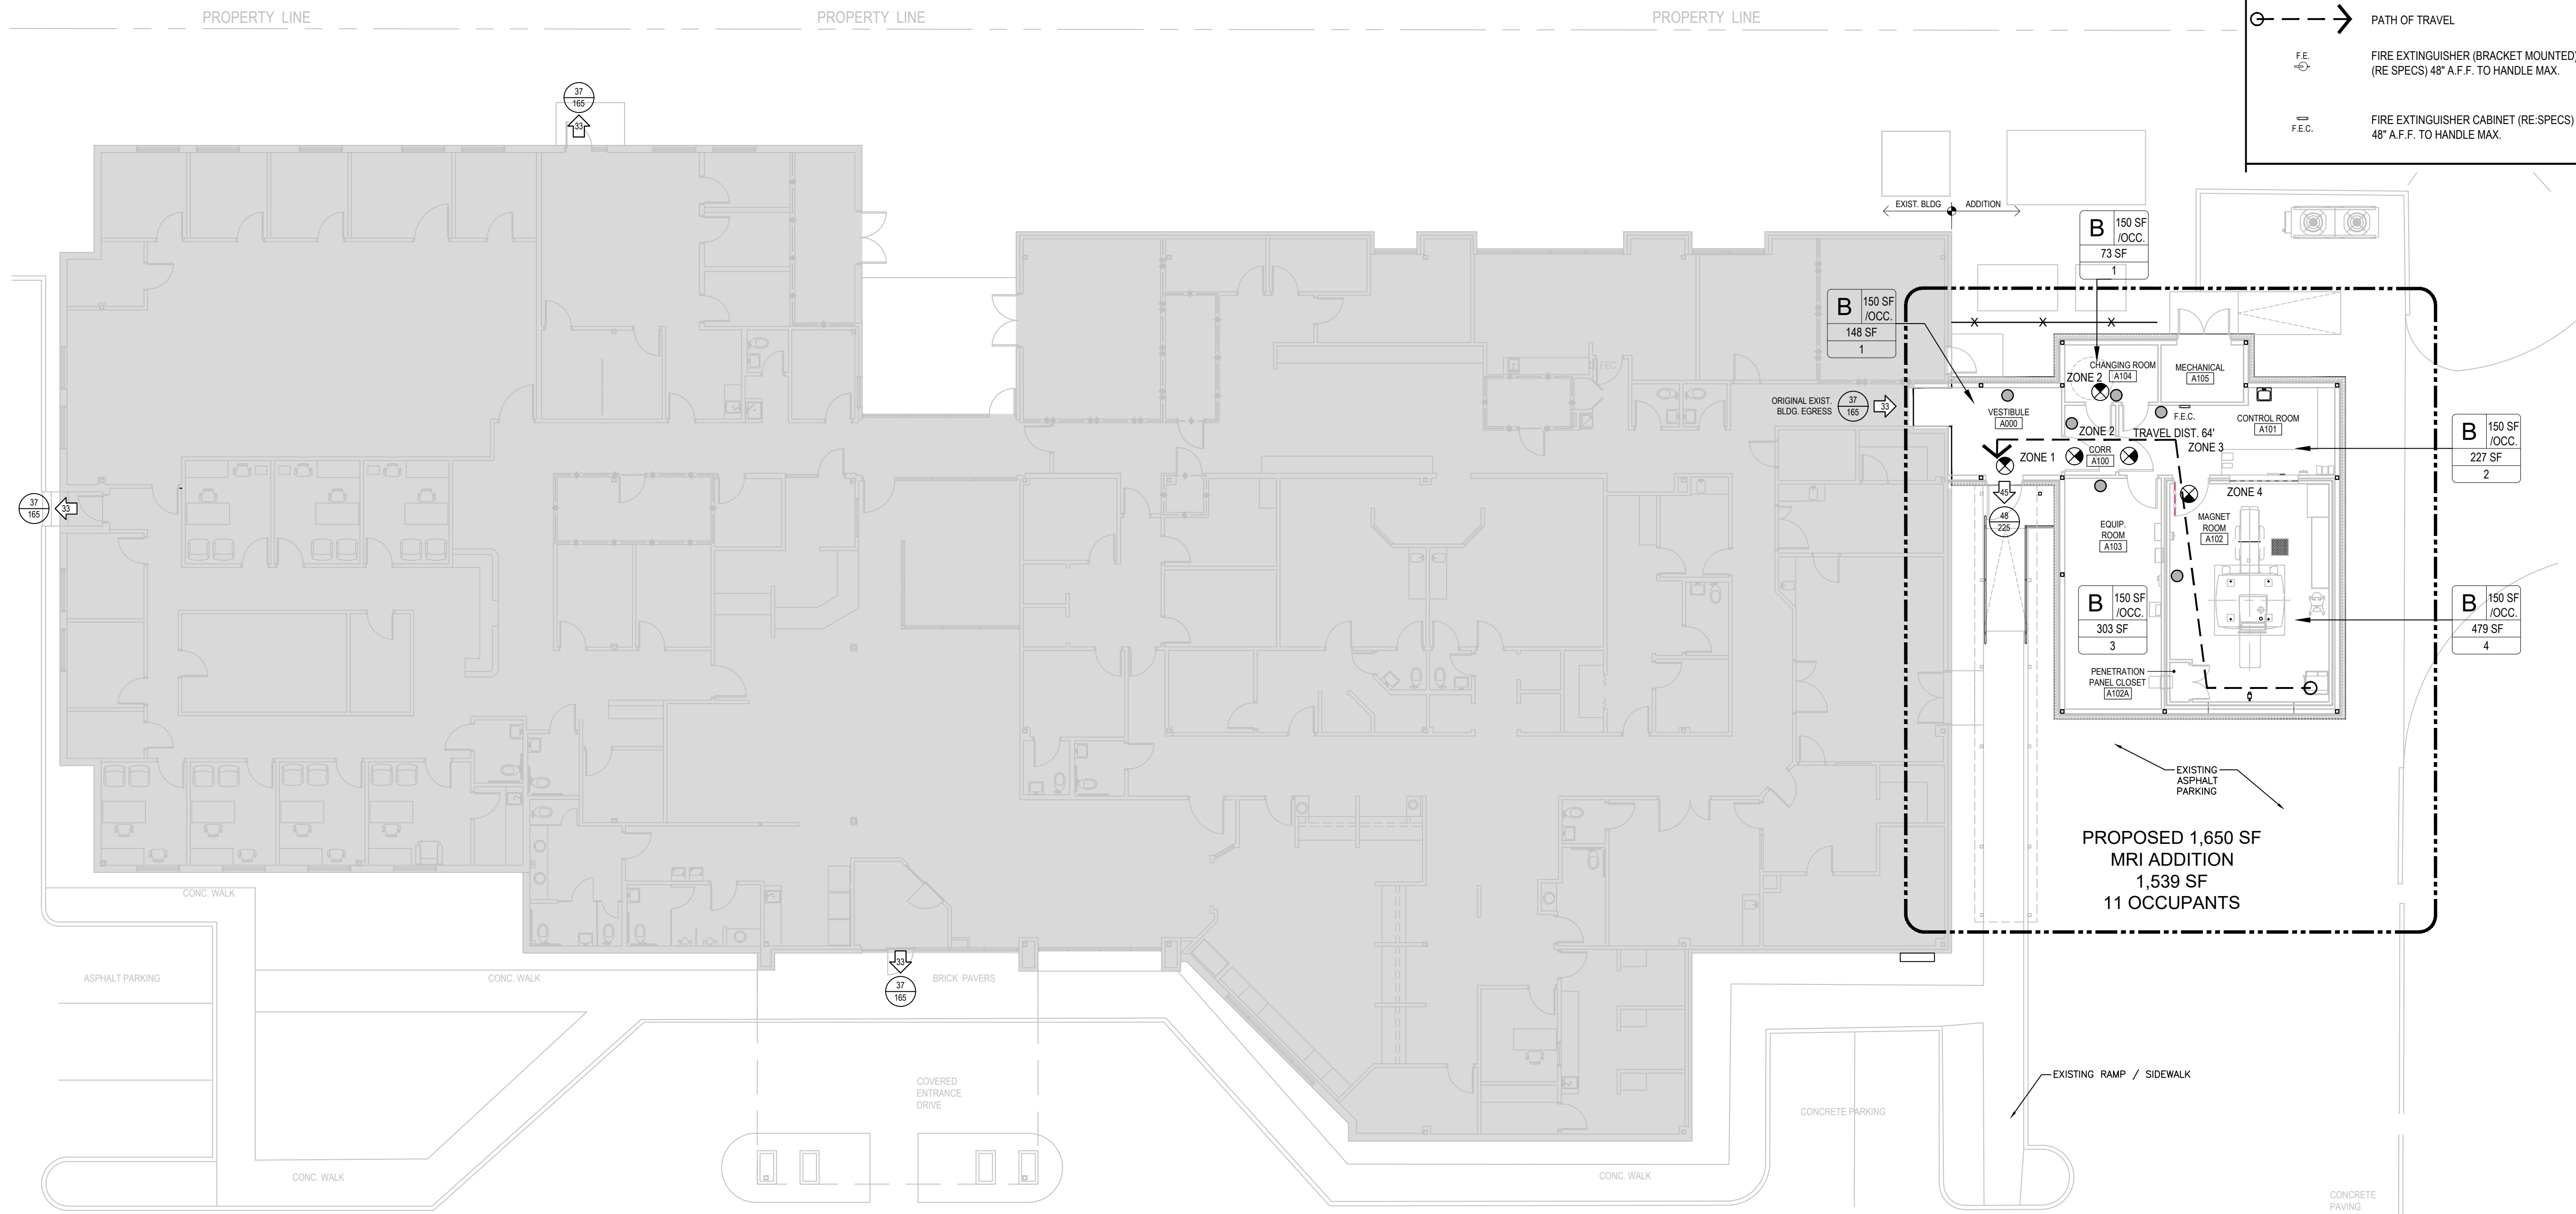 PROPERTY LINE
PROPERTY LINE
PROPERTY LINE
PATH OF TRAVEL
F.E.
FIRE EXTINGUISHER (BRACKET MOUNTED)
(RE SPECS) 48" A.F.F. TO HANDLE MAX.
F.E.C.
FIRE EXTINGUISHER CABINET (RE:SPECS)
48" A.F.F. TO HANDLE MAX.
37
165
33
EXIST. BLDG
ADDITION
B
150 SF
/OCC.
73 SF
1
B
150 SF
/OCC.
148 SF
1
FEC
ORIGINAL EXIST.
BLDG. EGRESS
37
165
33
X
X
X
CHANGING ROOM
A104
ZONE 2
MECHANICAL
A105
VESTIBULE
A000
F.E.C.
CONTROL ROOM
A101
ZONE 2
TRAVEL DIST. 64'
ZONE 3
ZONE 1
CORR
A100
B
150 SF
/OCC.
227 SF
2
45
48
225
ZONE 4
EQUIP.
ROOM
A103
MAGNET
ROOM
A102
37
165
33
B
150 SF
/OCC.
303 SF
3
B
150 SF
/OCC.
479 SF
4
PENETRATION
PANEL CLOSET
A102A
EXISTING
ASPHALT
PARKING
PROPOSED 1,650 SF
MRI ADDITION
1,539 SF
11 OCCUPANTS
CONC. WALK
ASPHALT PARKING
CONC. WALK
33
37
165
BRICK PAVERS
COVERED
ENTRANCE
DRIVE
EXISTING RAMP / SIDEWALK
CONCRETE PARKING
CONC. WALK
CONC. WALK
CONCRETE
PAVING